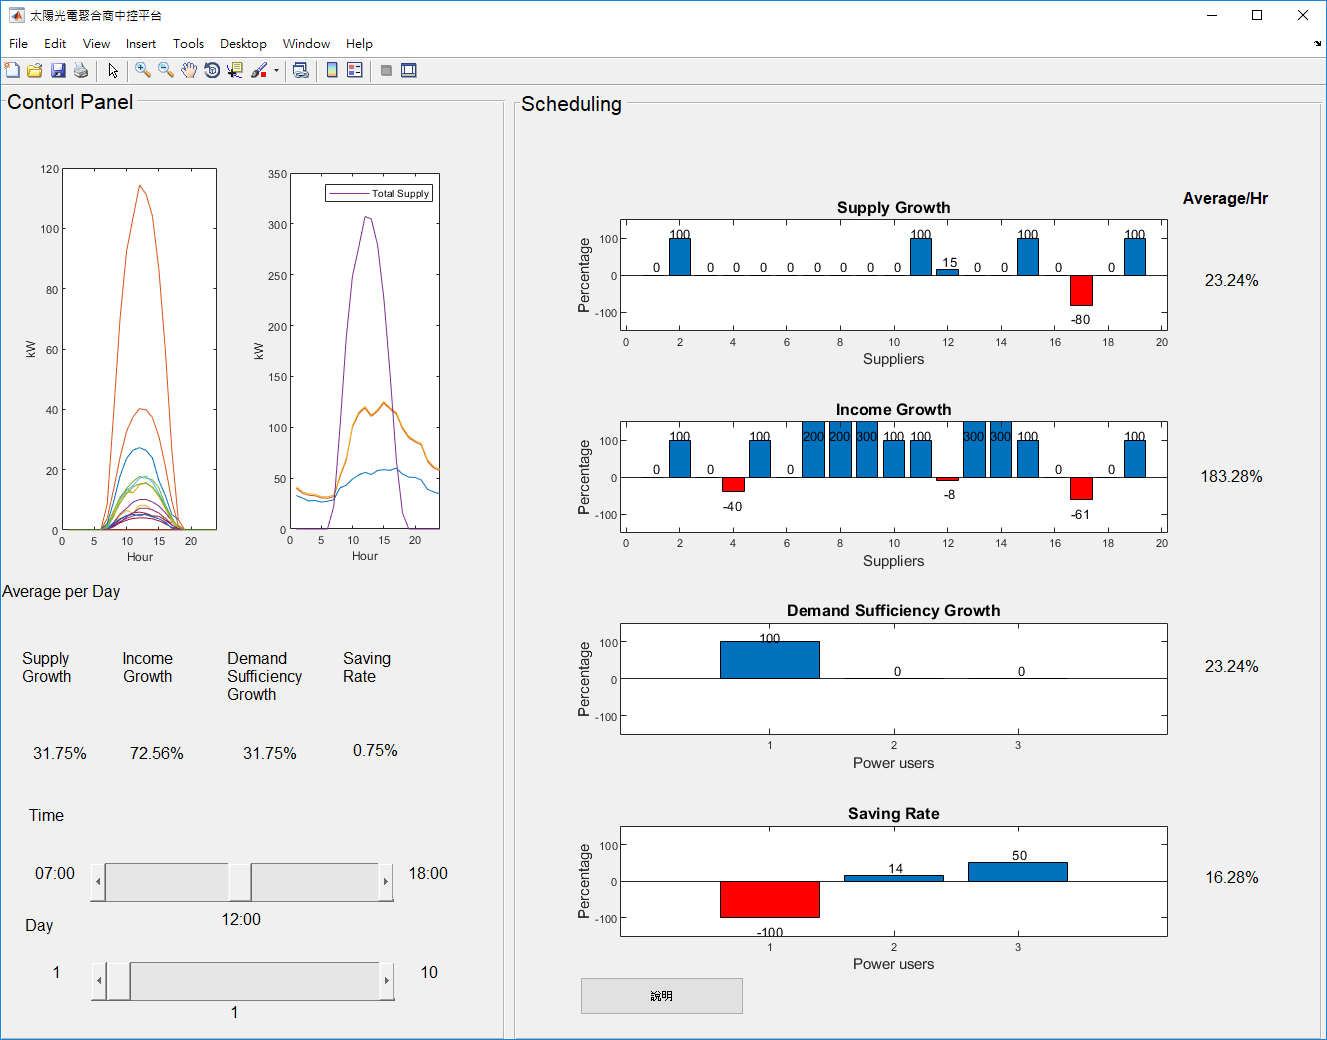 太陽光電聚合商中控平台
File Edit View Insert Tools Desktop Window Help
Contorl Panel
120
100
80
60
40
20
0
kW
0 5 10 15 20
Hour
350
300
250
200
150
100
50
0
kW
Total Supply
0 5 10 15 20
Hour
Average per Day
Supply
Growth
Income
Growth
Demand
Sufficiency
Growth
Saving
Rate
31.75% 72.56% 31.75% 0.75%
Time
07:00 18:00
12:00
Day
1 10
1
Scheduling
Average/Hr
Supply Growth
Percentage
100
0
-100
0 100 0 0 0 0 0 0 0 0 100 15 0 0 100 0 -80 0 100
0 2 4 6 8 10 12 14 16 18 20
Suppliers
23.24%
Income Growth
Percentage
100
0
-100
0 100 0 -40 100 0 200 200 300 100 100 -8 300 300 100 0 -61 0 100
0 2 4 6 8 10 12 14 16 18 20
Suppliers
183.28%
Demand Sufficiency Growth
Percentage
100
0
-100
100 0 0
1 2 3
Power users
23.24%
Saving Rate
Percentage
100
0
-100
-100 14 50
1 2 3
Power users
16.28%
說明